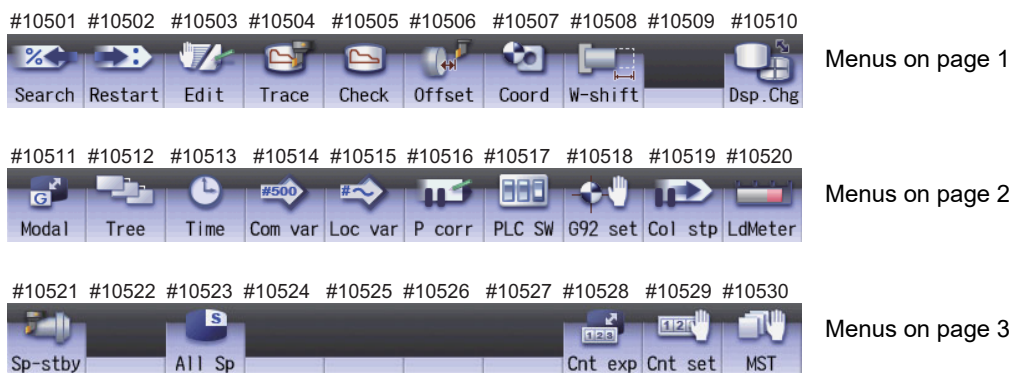 #10501 #10502 #10503 #10504 #10505 #10506 #10507 #10508 #10509 #10510
%
Search Restart Edit Trace Check Offset Coord W-shift Dsp.Chg
Menus on page 1
#10511 #10512 #10513 #10514 #10515 #10516 #10517 #10518 #10519 #10520
G #500 #
Modal Tree Time Com var Loc var P corr PLC SW G92 set Col stp LdMeter
Menus on page 2
#10521 #10522 #10523 #10524 #10525 #10526 #10527 #10528 #10529 #10530
S 123 12
Sp-stby All Sp Cnt exp Cnt set MST
Menus on page 3